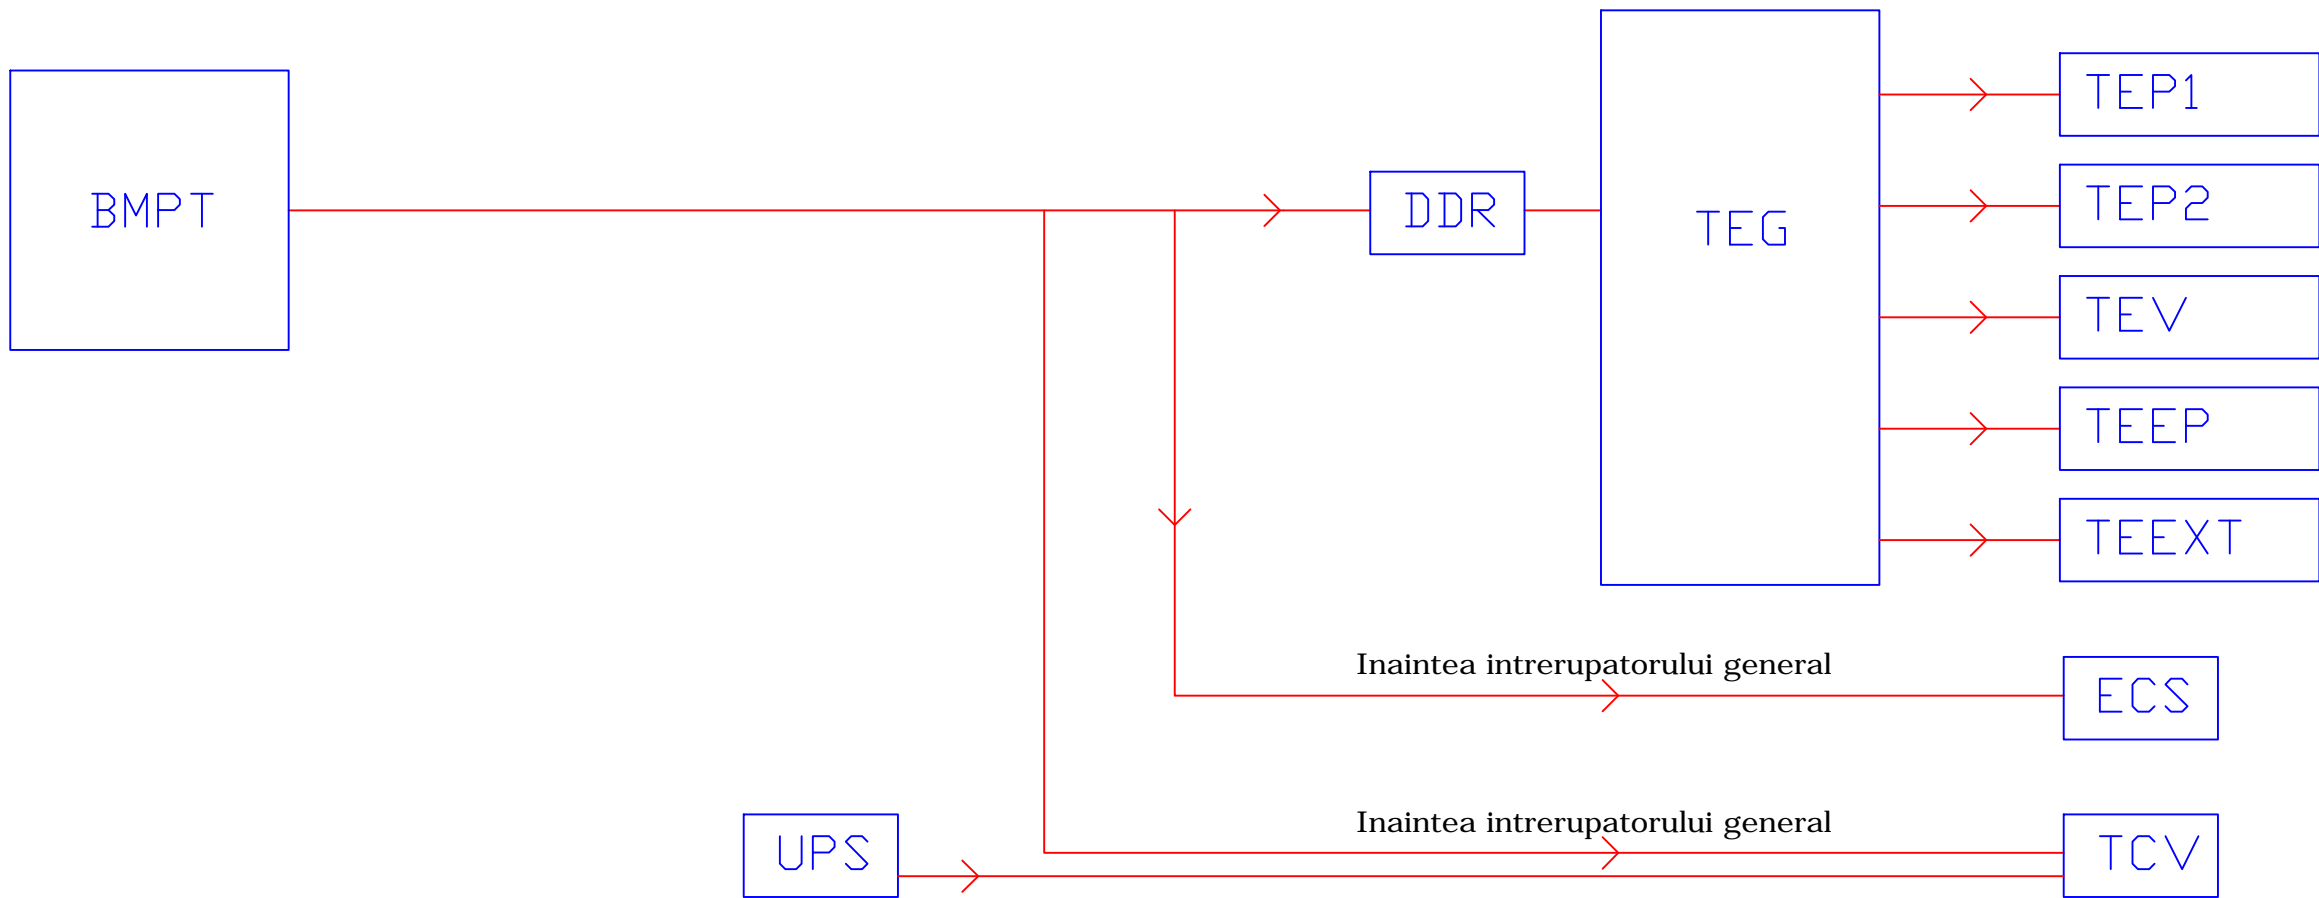 BMPT
DDR
TEG
TEP1
TEP2
TEV
TEEP
TEEXT
Inaintea intrerupatorului general
ECS
Inaintea intrerupatorului general
UPS
TCV